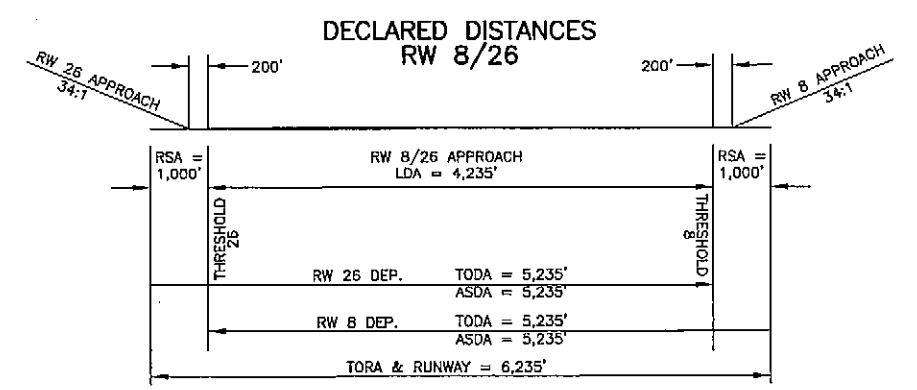 DECLARED DISTANCES
RW 8/26
RW 26 APPROACH
34:1
200'
200'
RW 8 APPROACH
34:1
RSA =
1,000'
RW 8/26 APPROACH
LDA = 4,235'
RSA =
1,000'
THRESHOLD
26
THRESHOLD
8
RW 26 DEP. TODA = 5,235'
ASDA = 5,235'
RW 8 DEP. TODA = 5,235'
ASDA = 5,235'
TORA & RUNWAY = 6,235'